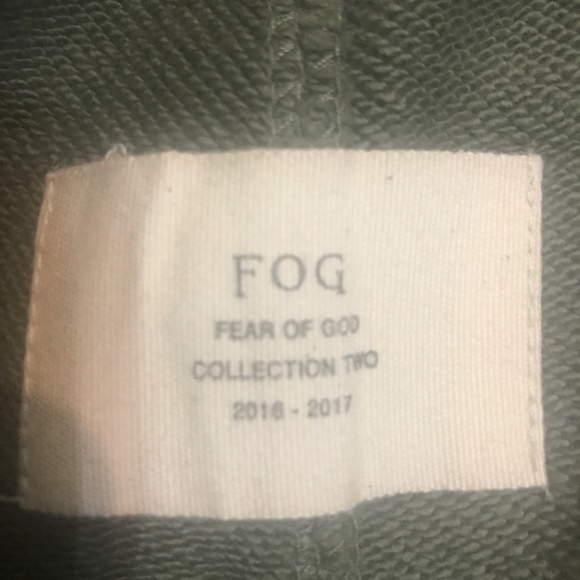 FOG
FEAR OF GOD
COLLECTION TWO
2016 - 2017